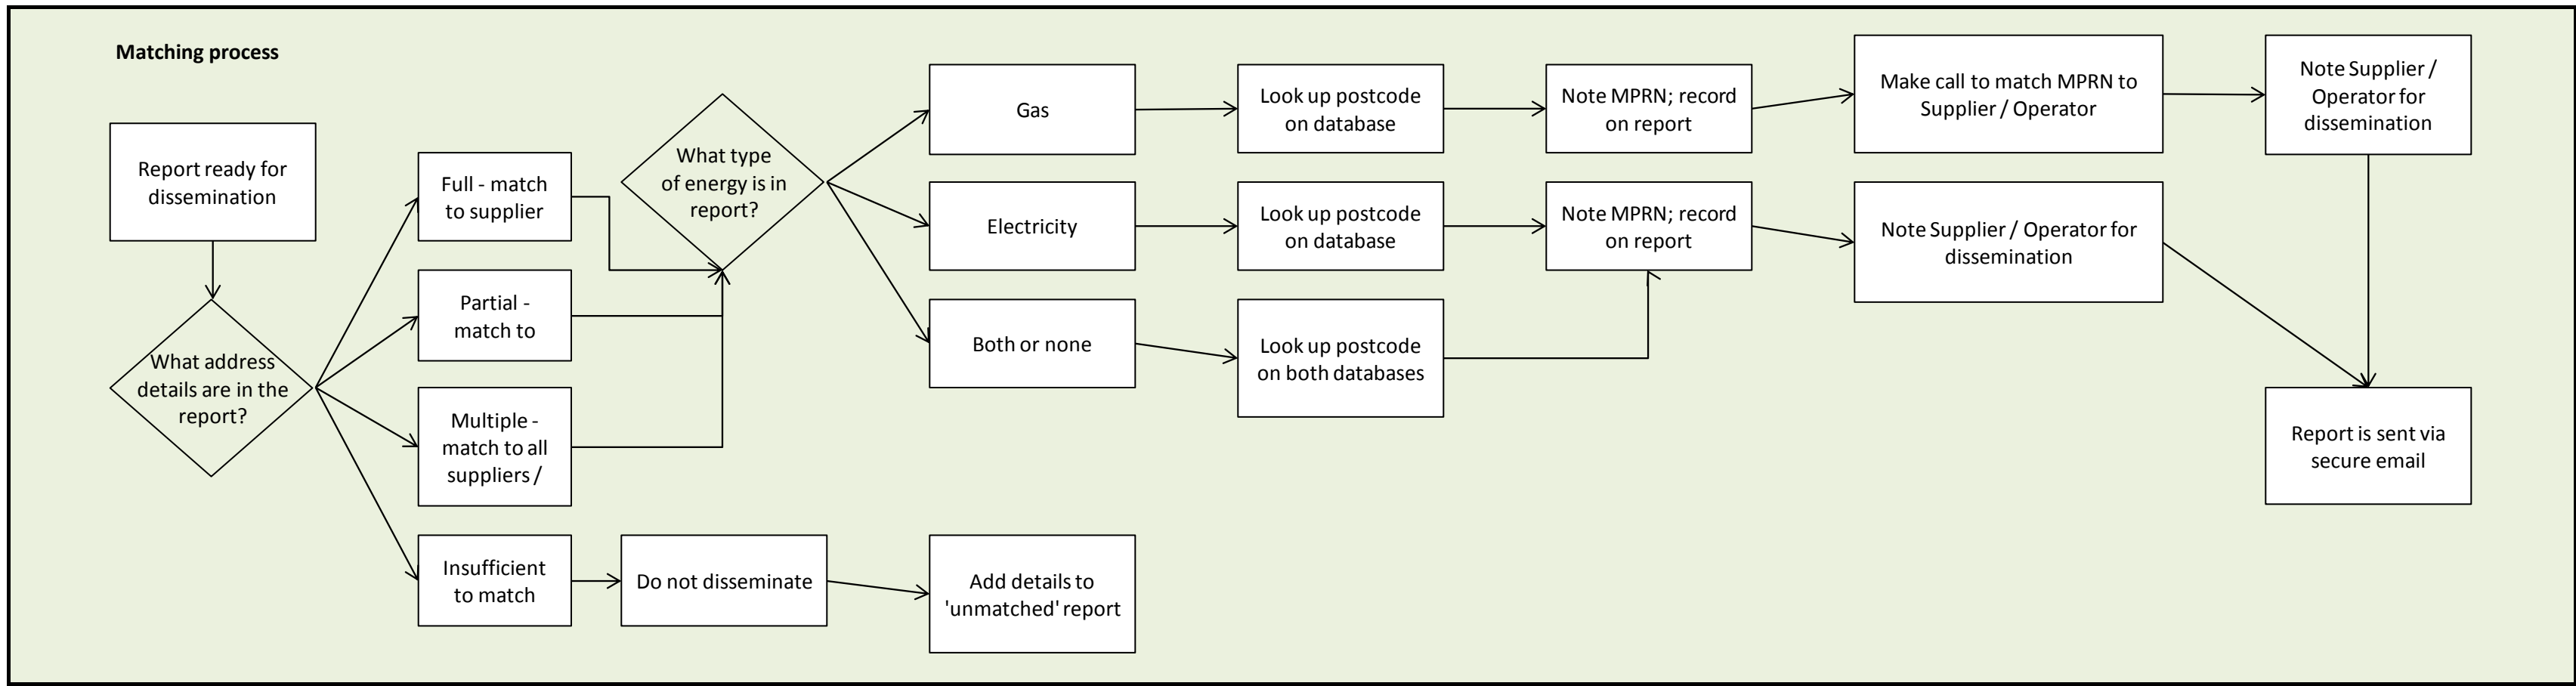 Matching process
Report ready for
dissemination
What address
details are in the
report?
Full - match
to supplier
Partial -
match to
Multiple -
match to all
suppliers /
Insufficient
to match
Do not disseminate
Add details to
'unmatched' report
What type
of energy is in
report?
Gas
Look up postcode
on database
Note MPRN; record
on report
Make call to match MPRN to
Supplier / Operator
Note Supplier /
Operator for
dissemination
Electricity
Look up postcode
on database
Note MPRN; record
on report
Note Supplier / Operator for
dissemination
Both or none
Look up postcode
on both databases
Report is sent via
secure email